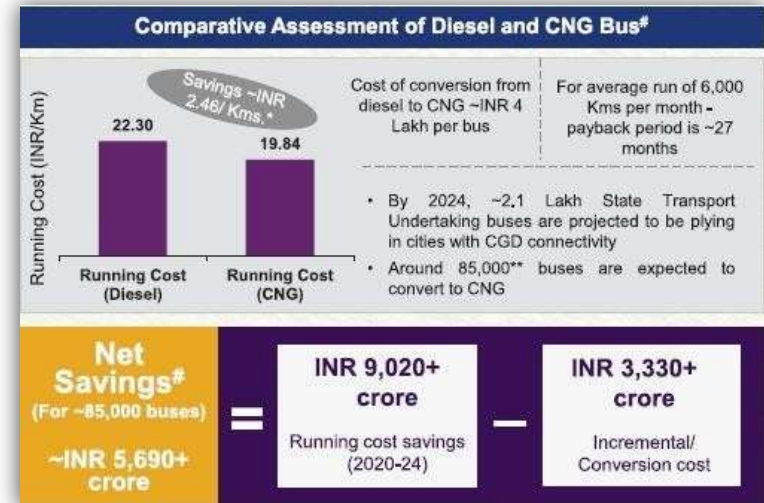 Comparative Assessment of Diesel and CNG Bus#
Running Cost (INR/Km)
Savings ~INR
2.46/ Kms.*
22.30
19.84
Running Cost
(Diesel)
Running Cost
(CNG)
Cost of conversion from
diesel to CNG ~INR 4
Lakh per bus
For average run of 6,000
Kms per month -
payback period is ~27
months
• By 2024, ~2.1 Lakh State Transport
Undertaking buses are projected to be plying
in cities with CGD connectivity
• Around 85,000** buses are expected to
convert to CNG
Net
Savings#
(For ~85,000 buses)
~INR 5,690+
crore
=
INR 9,020+
crore
Running cost savings
(2020-24)
–
INR 3,330+
crore
Incremental/
Conversion cost